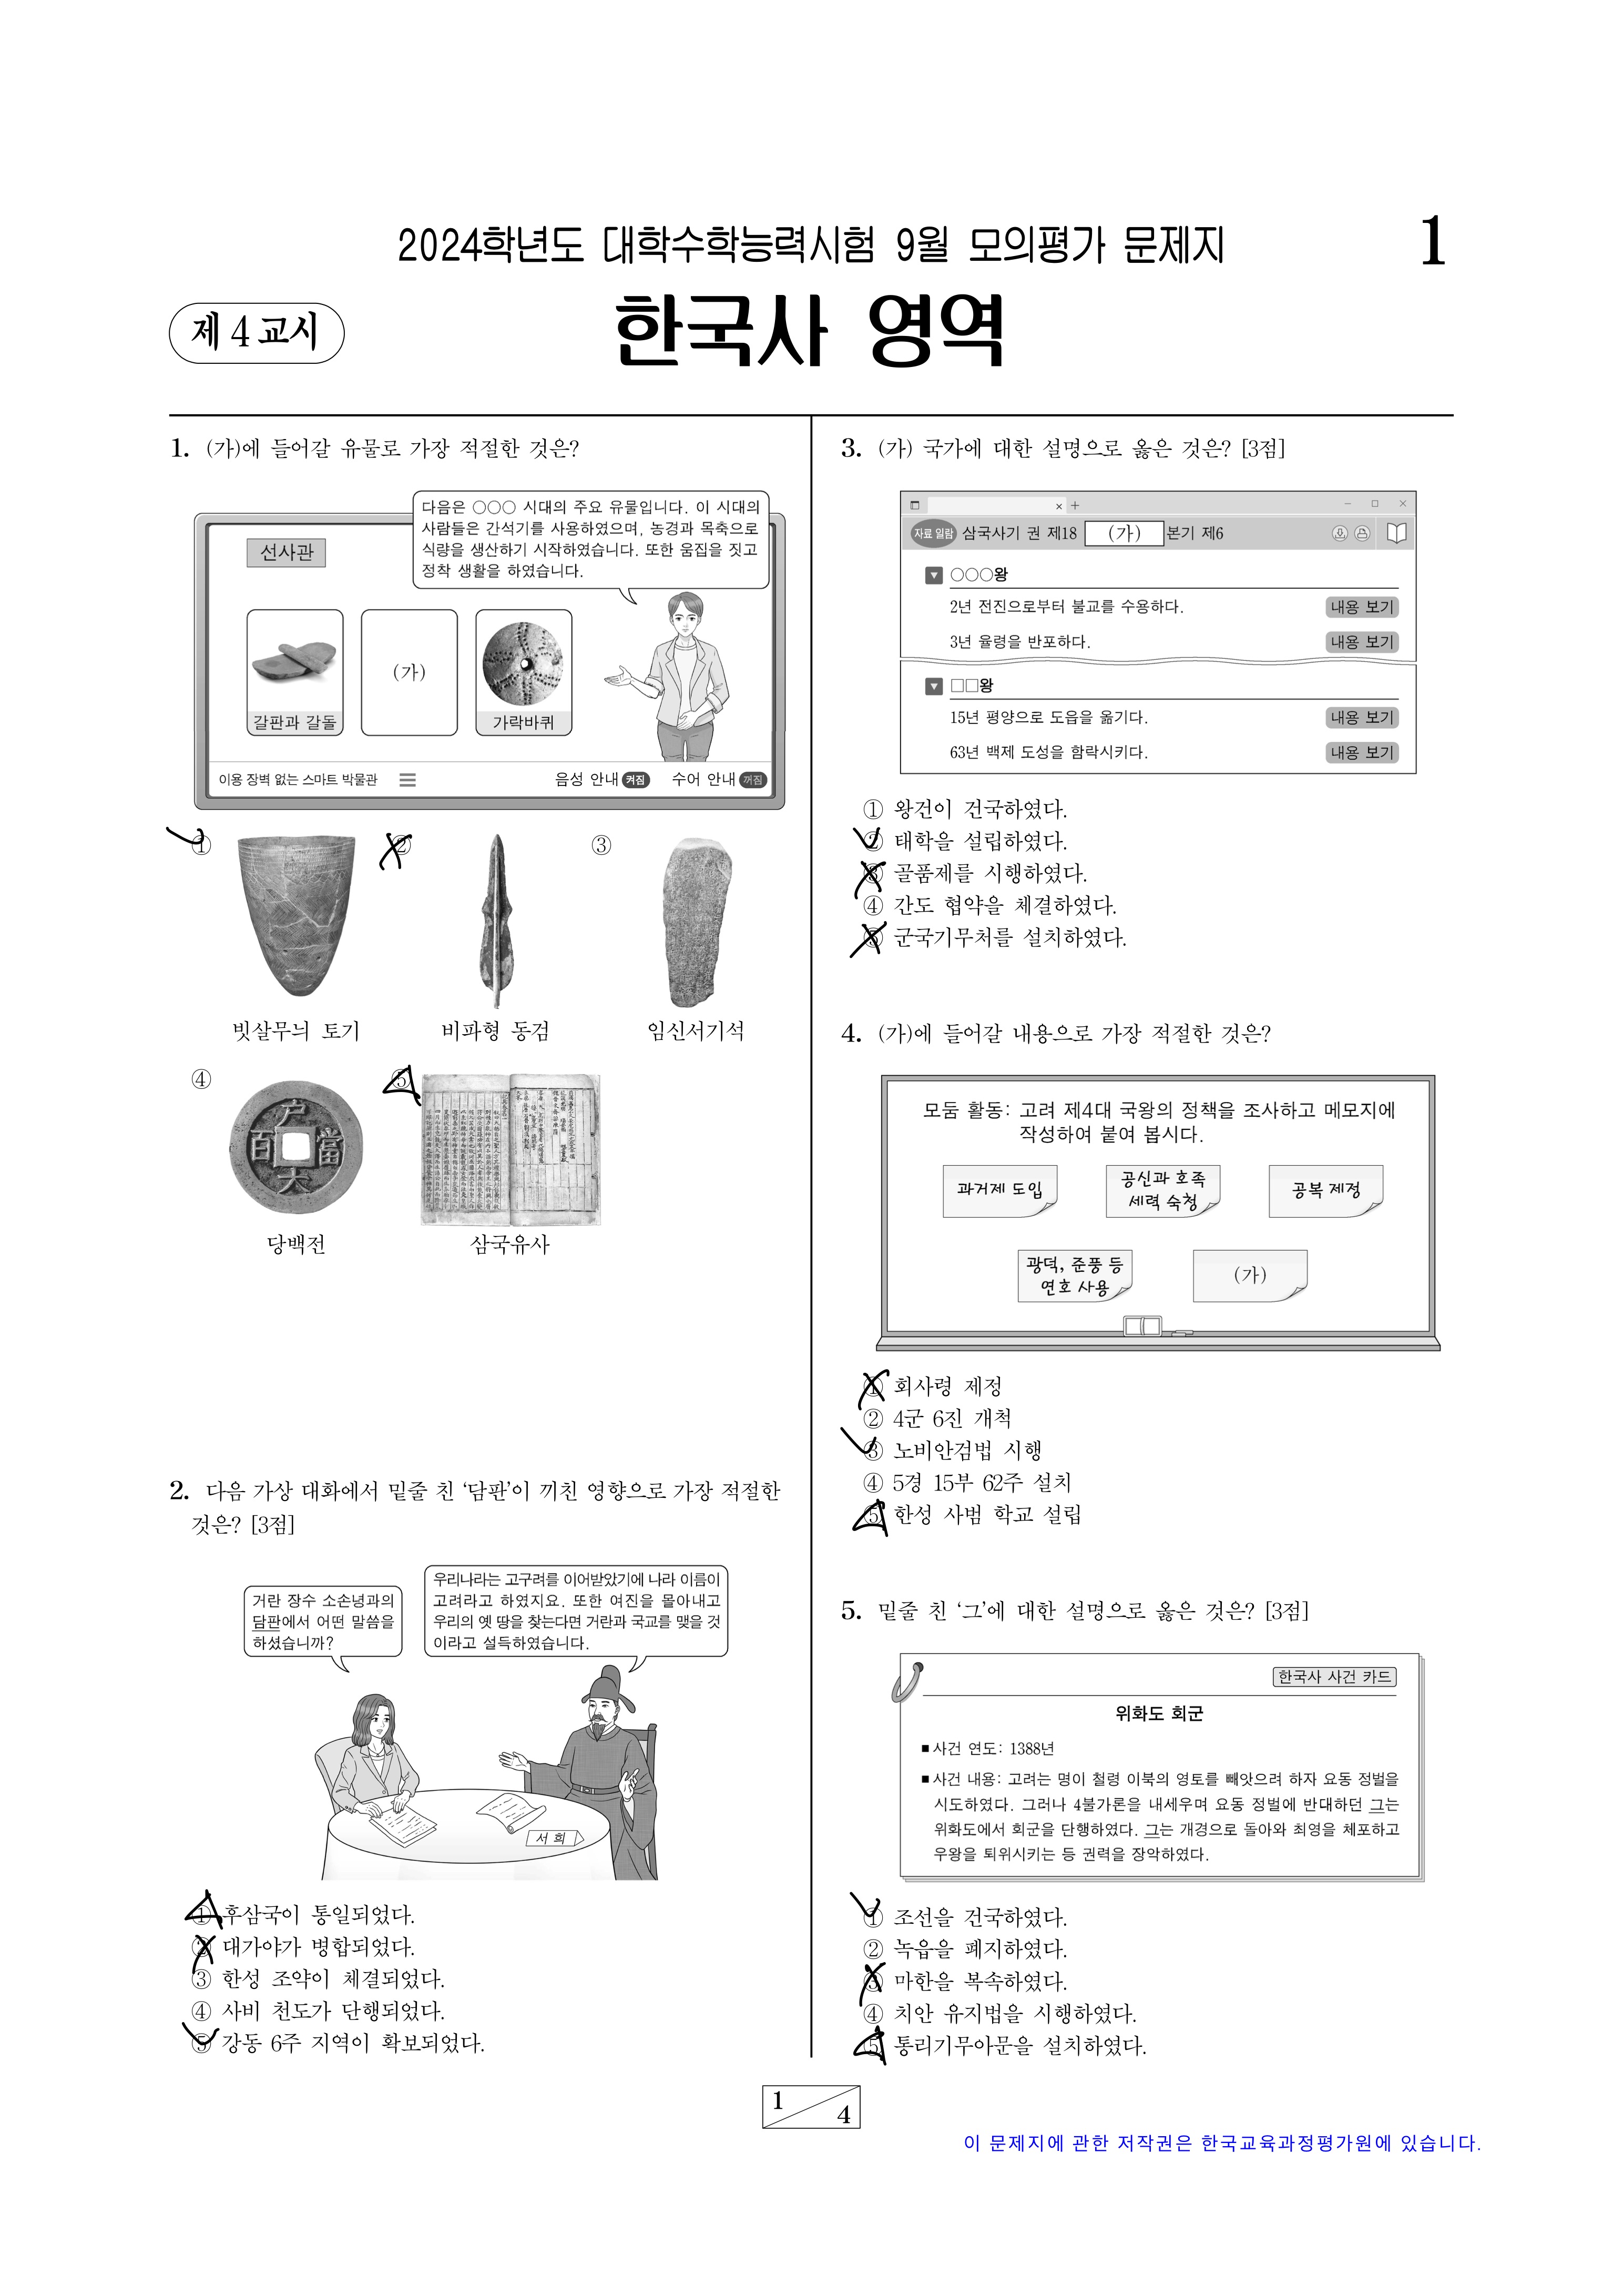 2024학년도 대학수학능력시험 9월 모의평가 문제지
1
제 4 교시
한국사 영역
1. (가)에 들어갈 유물로 가장 적절한 것은?
다음은 ○○○ 시대의 주요 유물입니다. 이 시대의
사람들은 간석기를 사용하였으며, 농경과 목축으로
식량을 생산하기 시작하였습니다. 또한 움집을 짓고
정착 생활을 하였습니다.
선사관
(가)
갈판과 갈돌
가락바퀴
이용 장벽 없는 스마트 박물관
음성 안내 켜짐
수어 안내 꺼짐
① ② ③
빗살무늬 토기
비파형 동검
임신서기석
④ ⑤
당백전
삼국유사
2. 다음 가상 대화에서 밑줄 친 ‘담판’이 끼친 영향으로 가장 적절한
것은? [3점]
거란 장수 소손녕과의
담판에서 어떤 말씀을
하셨습니까?
우리나라는 고구려를 이어받았기에 나라 이름이
고려라고 하였지요. 또한 여진을 몰아내고
우리의 옛 땅을 찾는다면 거란과 국교를 맺을 것
이라고 설득하였습니다.
서 희
① 후삼국이 통일되었다.
② 대가야가 병합되었다.
③ 한성 조약이 체결되었다.
④ 사비 천도가 단행되었다.
⑤ 강동 6주 지역이 확보되었다.
3. (가) 국가에 대한 설명으로 옳은 것은? [3점]
자료 일람 삼국사기 권 제18 (가) 본기 제6
○○○왕
2년 전진으로부터 불교를 수용하다. 내용 보기
3년 율령을 반포하다. 내용 보기
□□왕
15년 평양으로 도읍을 옮기다. 내용 보기
63년 백제 도성을 함락시키다. 내용 보기
① 왕건이 건국하였다.
② 태학을 설립하였다.
③ 골품제를 시행하였다.
④ 간도 협약을 체결하였다.
⑤ 군국기무처를 설치하였다.
4. (가)에 들어갈 내용으로 가장 적절한 것은?
모둠 활동: 고려 제4대 국왕의 정책을 조사하고 메모지에
작성하여 붙여 봅시다.
과거제 도입
공신과 호족
세력 숙청
공복 제정
광덕, 준풍 등
연호 사용
(가)
① 회사령 제정
② 4군 6진 개척
③ 노비안검법 시행
④ 5경 15부 62주 설치
⑤ 한성 사범 학교 설립
5. 밑줄 친 ‘그’에 대한 설명으로 옳은 것은? [3점]
한국사 사건 카드
위화도 회군
■ 사건 연도: 1388년
■ 사건 내용: 고려는 명이 철령 이북의 영토를 빼앗으려 하자 요동 정벌을
시도하였다. 그러나 4불가론을 내세우며 요동 정벌에 반대하던 그는
위화도에서 회군을 단행하였다. 그는 개경으로 돌아와 최영을 체포하고
우왕을 퇴위시키는 등 권력을 장악하였다.
① 조선을 건국하였다.
② 녹읍을 폐지하였다.
③ 마한을 복속하였다.
④ 치안 유지법을 시행하였다.
⑤ 통리기무아문을 설치하였다.
1
4
이 문제지에 관한 저작권은 한국교육과정평가원에 있습니다.